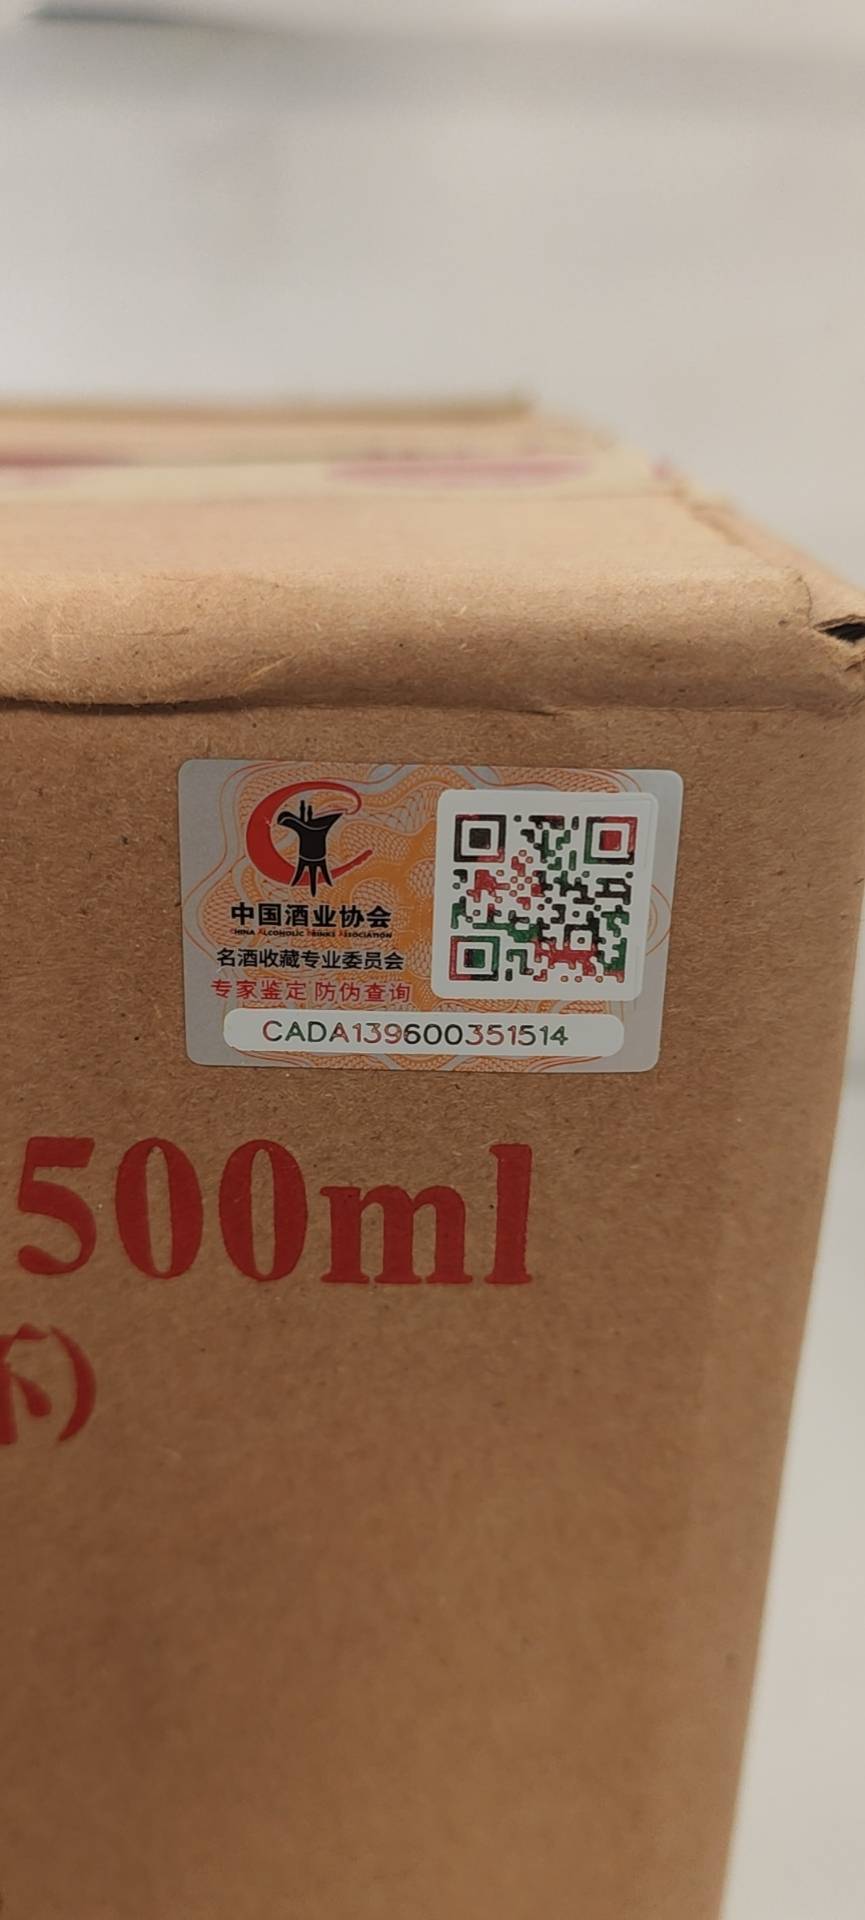 中国酒业协会
CHINA ALCOHOLIC DRINKS ASSOCIATION
名酒收藏专业委员会
专家鉴定 防伪查询
CADA139600351514
500ml